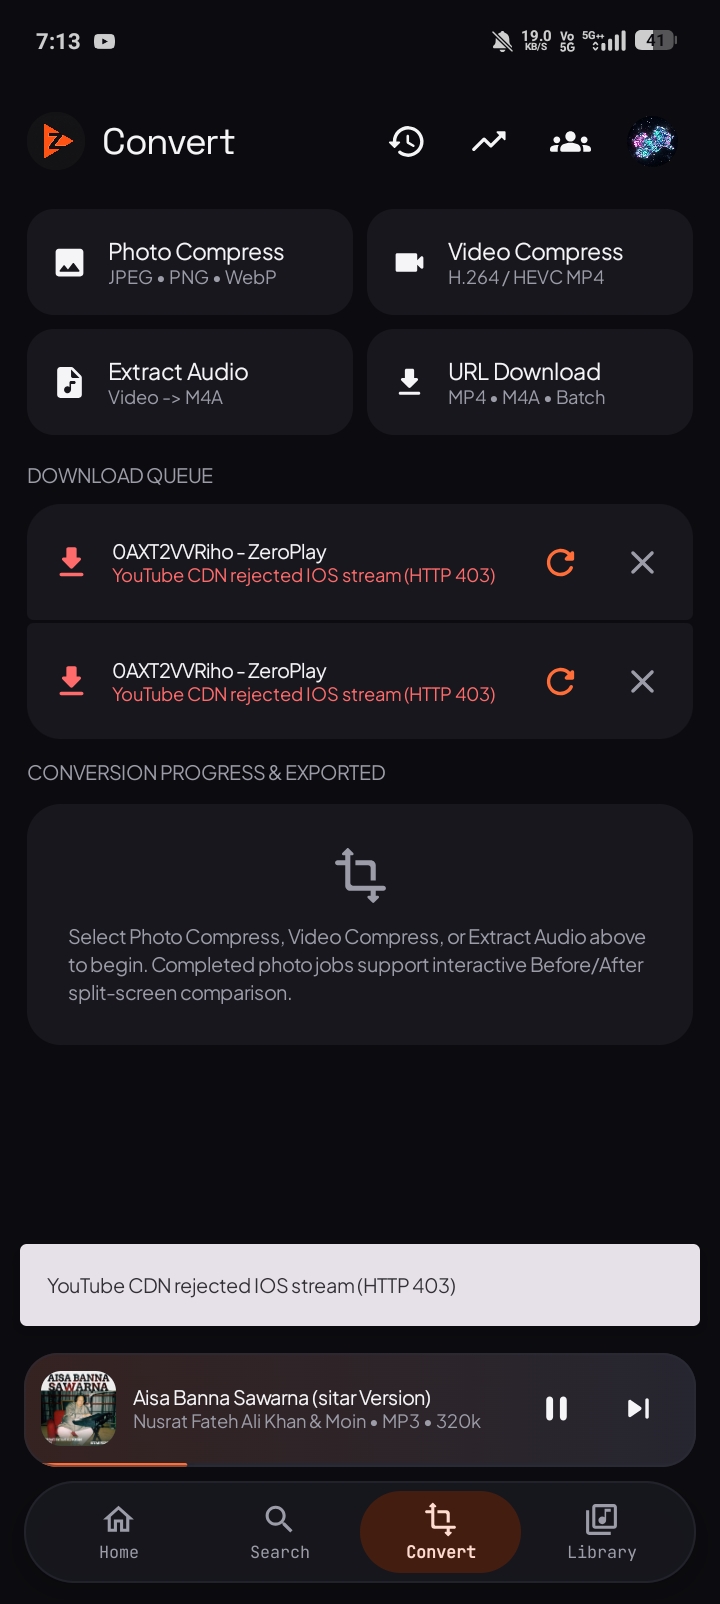 7:13
19.0
KB/S
Vo
5G
5G++
41
Z
Convert
Photo Compress
JPEG • PNG • WebP
Video Compress
H.264 / HEVC MP4
Extract Audio
Video -> M4A
URL Download
MP4 • M4A • Batch
DOWNLOAD QUEUE
0AXT2VVRiho - ZeroPlay
YouTube CDN rejected IOS stream (HTTP 403)
0AXT2VVRiho - ZeroPlay
YouTube CDN rejected IOS stream (HTTP 403)
CONVERSION PROGRESS & EXPORTED
Select Photo Compress, Video Compress, or Extract Audio above
to begin. Completed photo jobs support interactive Before/After
split-screen comparison.
YouTube CDN rejected IOS stream (HTTP 403)
AISA BANNA
SAWARNA
Aisa Banna Sawarna (sitar Version)
Nusrat Fateh Ali Khan & Moin • MP3 • 320k
Home
Search
Convert
Library